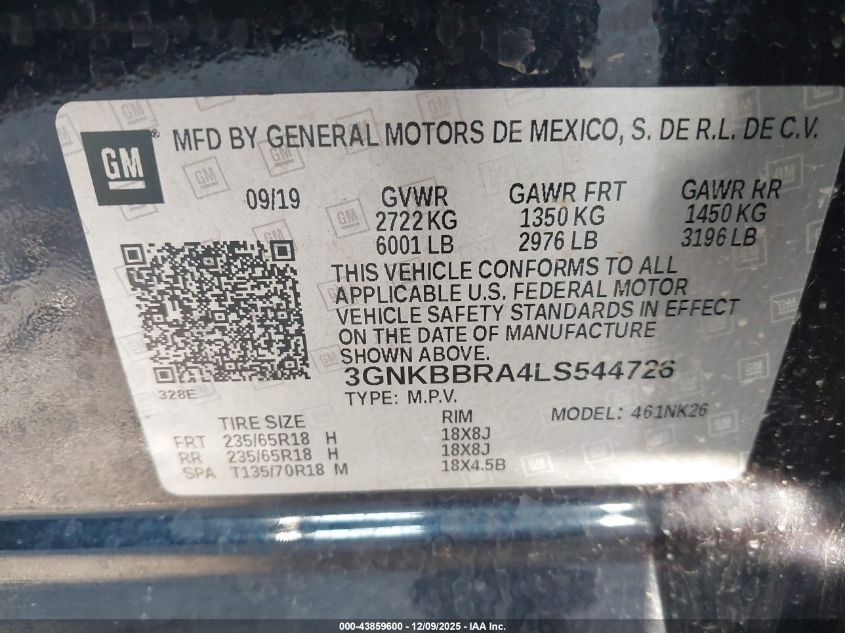 GM
MFD BY GENERAL MOTORS DE MEXICO, S. DE R.L. DE C.V.
09/19
GVWR GAWR FRT GAWR RR
2722 KG 1350 KG 1450 KG
6001 LB 2976 LB 3196 LB
THIS VEHICLE CONFORMS TO ALL
APPLICABLE U.S. FEDERAL MOTOR
VEHICLE SAFETY STANDARDS IN EFFECT
ON THE DATE OF MANUFACTURE
SHOWN ABOVE.
328E
3GNKBBRA4LS544726
TYPE: M.P.V.
MODEL: 461NK26
TIRE SIZE RIM
FRT 235/65R18 H 18X8J
RR 235/65R18 H 18X8J
SPA T135/70R18 M 18X4.5B
000-43859600 - 12/09/2025 - IAA Inc.